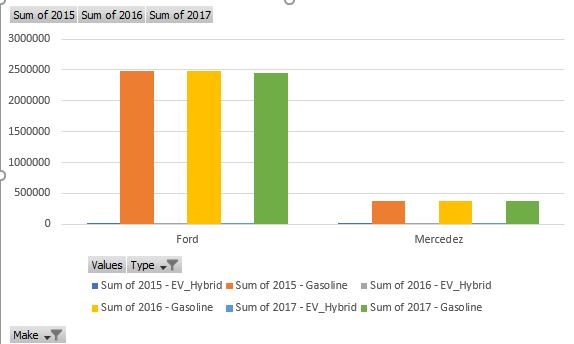 Sum of 2015 Sum of 2016 Sum of 2017
3000000
2500000
2000000
1500000
1000000
500000
0
Ford Mercedez
Values Type
Sum of 2015 - EV_Hybrid Sum of 2015 - Gasoline Sum of 2016 - EV_Hybrid
Sum of 2016 - Gasoline Sum of 2017 - EV_Hybrid Sum of 2017 - Gasoline
Make